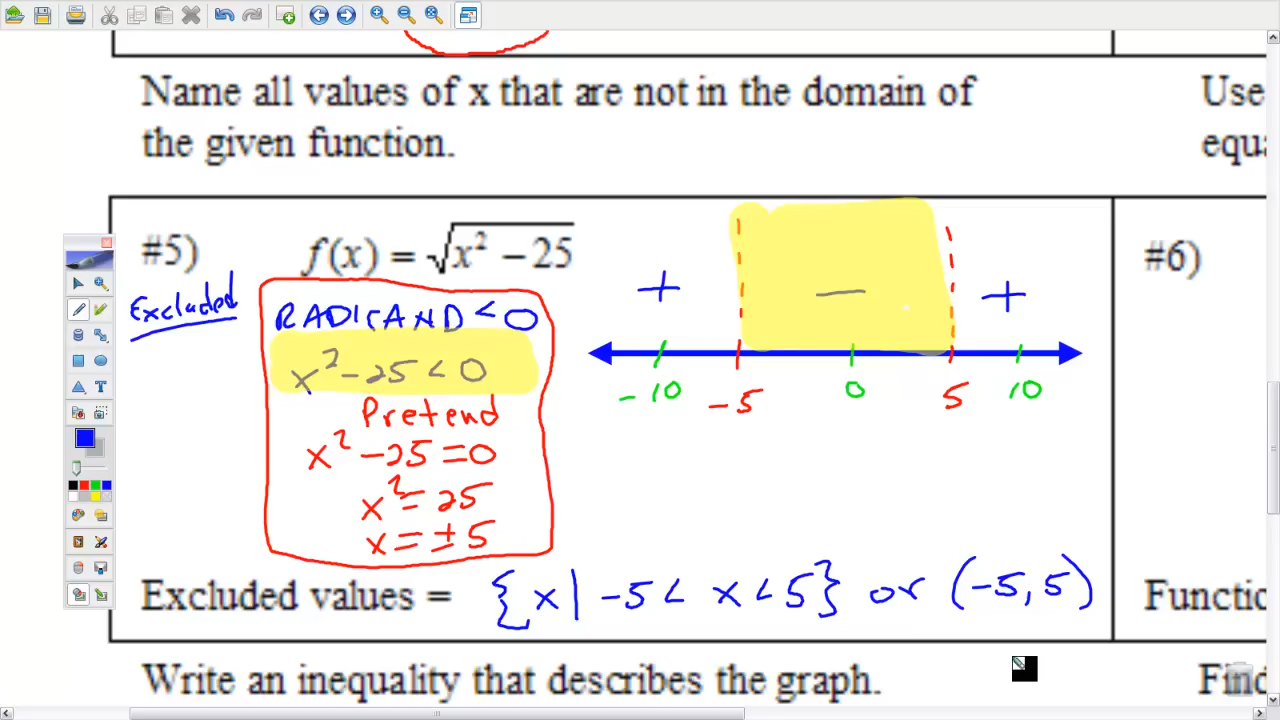 Name all values of x that are not in the domain of
the given function.
Use
equa
#5) f(x) = √x² − 25
Excluded
RADICAND < 0
x² − 25 < 0
Pretend
x² − 25 = 0
x² = 25
x = ± 5
+ − +
−10 −5 0 5 10
#6)
Excluded values = {x | −5 < x < 5} or (−5, 5)
Functio
Write an inequality that describes the graph.
Find